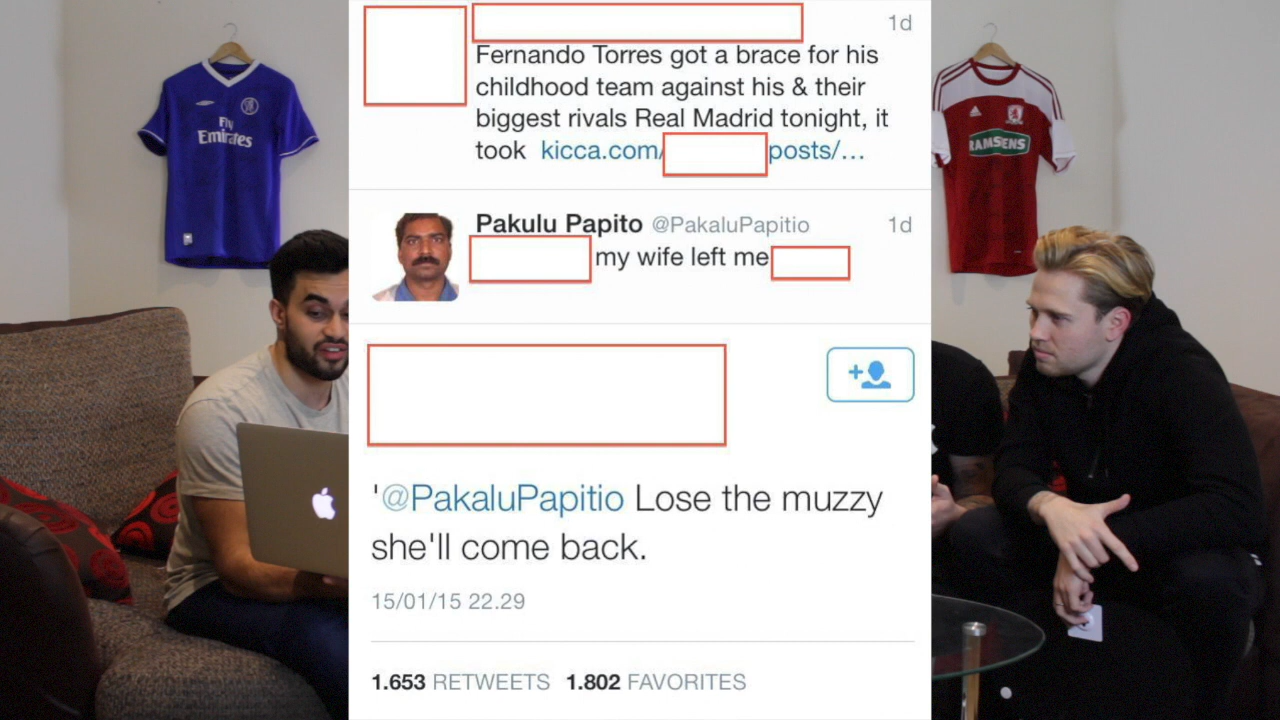 1d
Fernando Torres got a brace for his
childhood team against his & their
biggest rivals Real Madrid tonight, it
took kicca.com/ posts/...
Pakulu Papito @PakaluPapitio 1d
my wife left me
'@PakaluPapitio Lose the muzzy
she'll come back.
15/01/15 22.29
1.653 RETWEETS 1.802 FAVORITES
Fly
Emirates
RAMSDENS